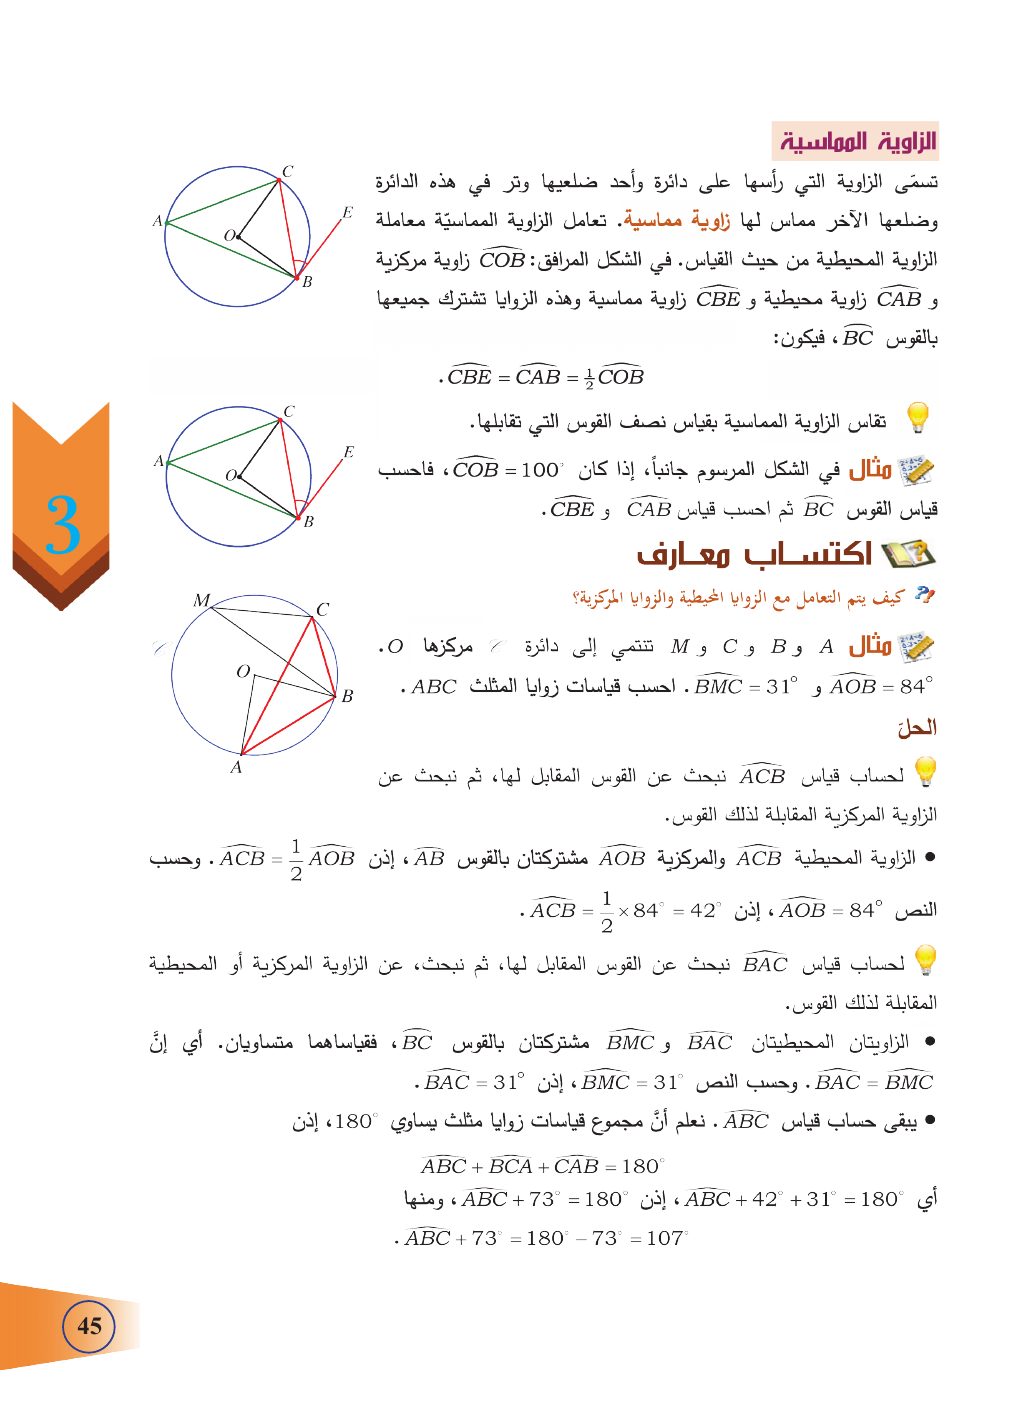 الزاوية المماسية
تسمّى الزاوية التي رأسها على دائرة وأحد ضلعيها وتر في هذه الدائرة
وضلعها الآخر مماس لها زاوية مماسية. تعامل الزاوية المماسيّة معاملة
الزاوية المحيطية من حيث القياس. في الشكل المرافق: COB زاوية مركزية
و CAB زاوية محيطية و CBE زاوية مماسية وهذه الزوايا تشترك جميعها
بالقوس BC، فيكون:
CBE = CAB = 1/2 COB.
C
A
E
O
B
تقاس الزاوية المماسية بقياس نصف القوس التي تقابلها.
مثال في الشكل المرسوم جانباً، إذا كان COB = 100°، فاحسب
قياس القوس BC ثم احسب قياس CAB و CBE.
C
A
E
O
B
3
اكتساب معارف
كيف يتم التعامل مع الزوايا المحيطية والزوايا المركزية؟
مثال A و B و C و M تنتمي إلى دائرة 𝒞 مركزها O.
AOB = 84° و BMC = 31°. احسب قياسات زوايا المثلث ABC.
M
C
𝒞
O
B
A
الحلّ
لحساب قياس ACB نبحث عن القوس المقابل لها، ثم نبحث عن
الزاوية المركزية المقابلة لذلك القوس.
• الزاوية المحيطية ACB والمركزية AOB مشتركتان بالقوس AB، إذن ACB = 1/2 AOB. وحسب
النص AOB = 84°، إذن ACB = 1/2 × 84° = 42°.
لحساب قياس BAC نبحث عن القوس المقابل لها، ثم نبحث، عن الزاوية المركزية أو المحيطية
المقابلة لذلك القوس.
• الزاويتان المحيطيتان BAC و BMC مشتركتان بالقوس BC، فقياساهما متساويان. أي إنَّ
BAC = BMC. وحسب النص BMC = 31°، إذن BAC = 31°.
• يبقى حساب قياس ABC. نعلم أنَّ مجموع قياسات زوايا مثلث يساوي 180°، إذن
ABC + BCA + CAB = 180°
أي ABC + 42° + 31° = 180°، إذن ABC + 73° = 180°، ومنها
ABC + 73° = 180° − 73° = 107°.
45